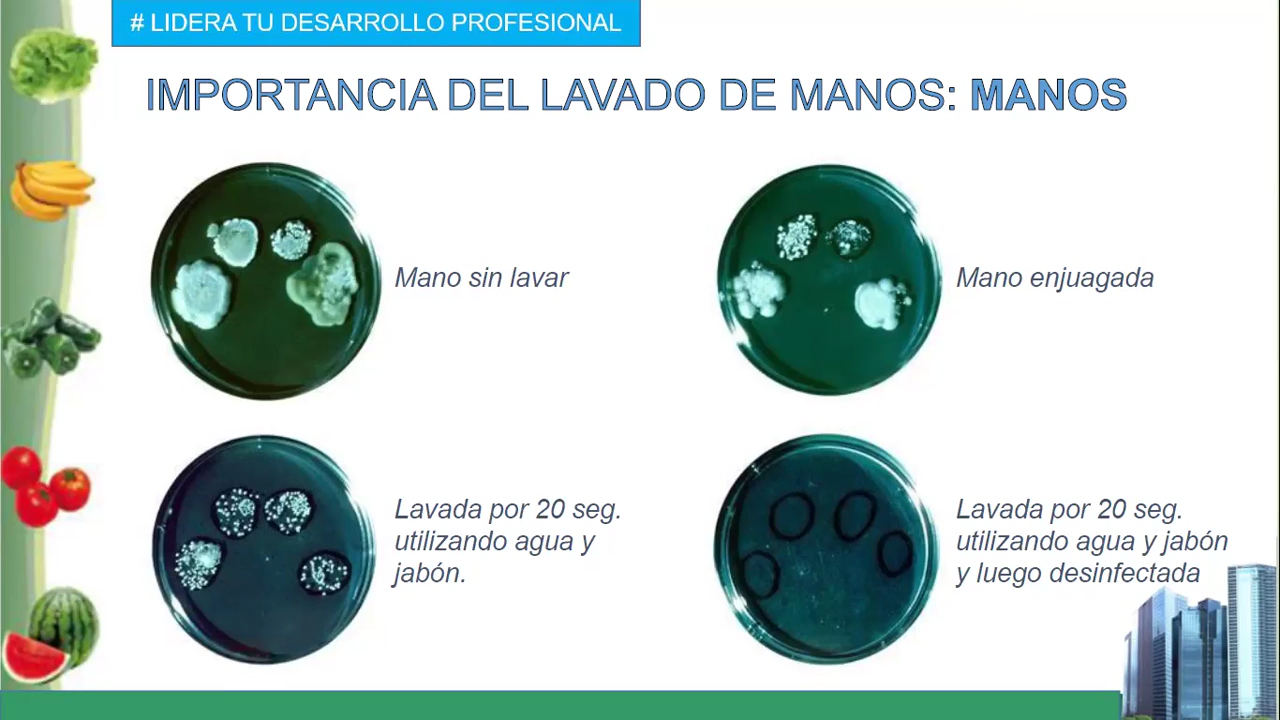 # LIDERA TU DESARROLLO PROFESIONAL
IMPORTANCIA DEL LAVADO DE MANOS: MANOS
Mano sin lavar
Mano enjuagada
Lavada por 20 seg.
utilizando agua y
jabón.
Lavada por 20 seg.
utilizando agua y jabón
y luego desinfectada